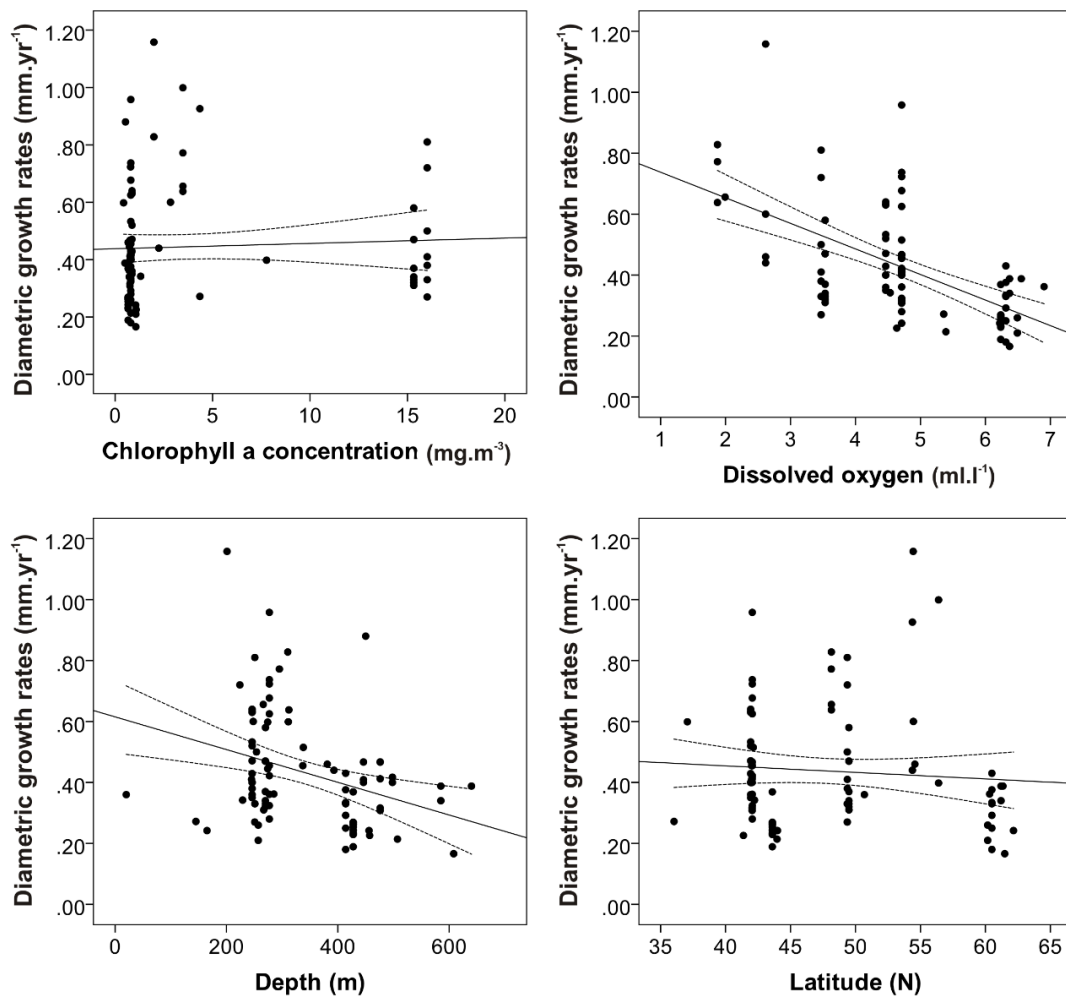 Diametric growth rates (mm.yr⁻¹)
1.20
1.00
.80
.60
.40
.20
.00
0 5 10 15 20
Chlorophyll a concentration (mg.m⁻³)
Diametric growth rates (mm.yr⁻¹)
1.20
1.00
.80
.60
.40
.20
.00
1 2 3 4 5 6 7
Dissolved oxygen (ml.l⁻¹)
Diametric growth rates (mm.yr⁻¹)
1.20
1.00
.80
.60
.40
.20
.00
0 200 400 600
Depth (m)
Diametric growth rates (mm.yr⁻¹)
1.20
1.00
.80
.60
.40
.20
.00
35 40 45 50 55 60 65
Latitude (N)